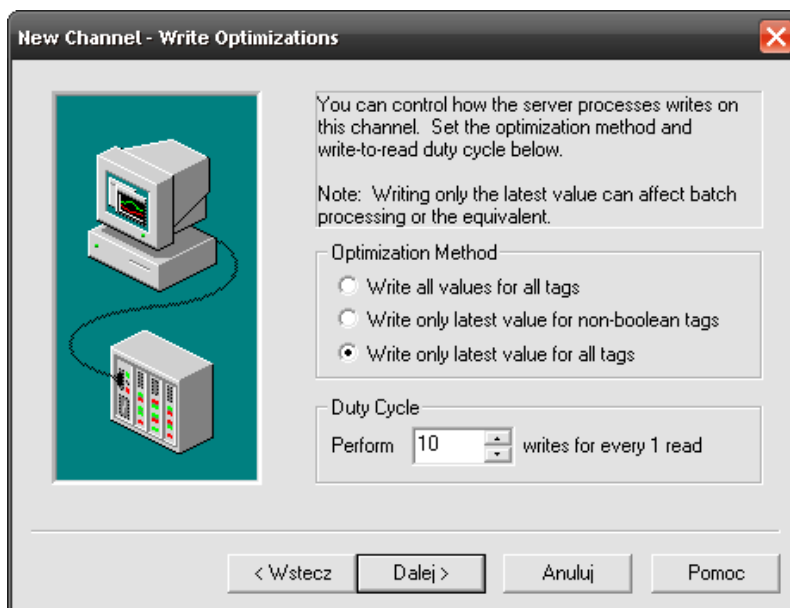 New Channel - Write Optimizations
You can control how the server processes writes on
this channel.  Set the optimization method and
write-to-read duty cycle below.
Note:  Writing only the latest value can affect batch
processing or the equivalent.
Optimization Method
Write all values for all tags
Write only latest value for non-boolean tags
Write only latest value for all tags
Duty Cycle
Perform 10 writes for every 1 read
< Wstecz Dalej > Anuluj Pomoc